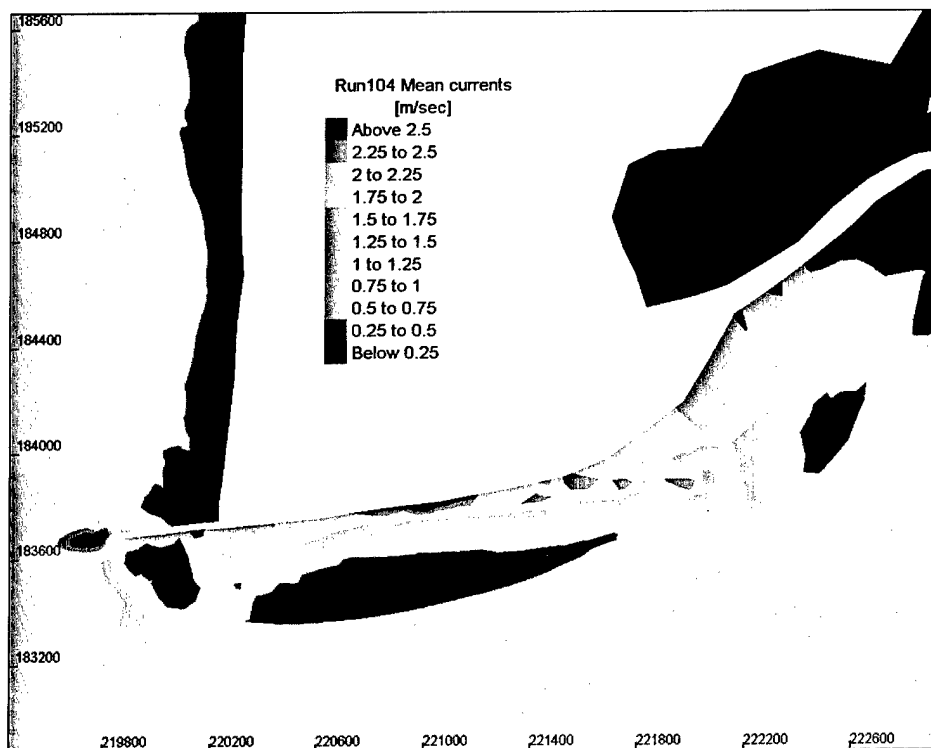 185600
Run104 Mean currents
[m/sec]
Above 2.5
2.25 to 2.5
2 to 2.25
1.75 to 2
1.5 to 1.75
1.25 to 1.5
1 to 1.25
0.75 to 1
0.5 to 0.75
0.25 to 0.5
Below 0.25
185200
184800
184400
184000
183600
183200
219800 220200 220600 221000 221400 221800 222200 222600